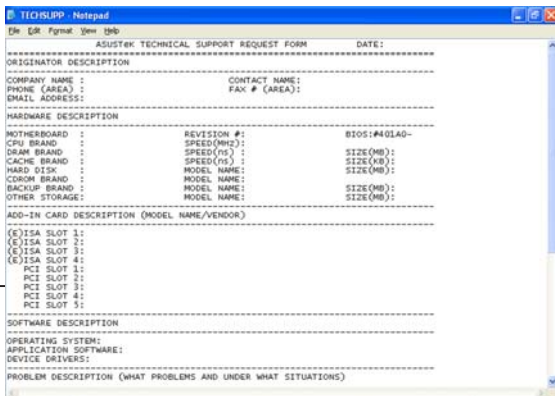 TECHSUPP - Notepad
File Edit Format View Help
ASUSTeK TECHNICAL SUPPORT REQUEST FORM DATE:
ORIGINATOR DESCRIPTION
COMPANY NAME : CONTACT NAME:
PHONE (AREA) : FAX # (AREA):
EMAIL ADDRESS:
HARDWARE DESCRIPTION
MOTHERBOARD : REVISION #: BIOS:#401A0-
CPU BRAND : SPEED(MHz):
DRAM BRAND : SPEED(ns) : SIZE(MB):
CACHE BRAND : SPEED(ns) : SIZE(KB):
HARD DISK : MODEL NAME: SIZE(MB):
CDROM BRAND : MODEL NAME:
BACKUP BRAND : MODEL NAME: SIZE(MB):
OTHER STORAGE: MODEL NAME: SIZE(MB):
ADD-IN CARD DESCRIPTION (MODEL NAME/VENDOR)
(E)ISA SLOT 1:
(E)ISA SLOT 2:
(E)ISA SLOT 3:
(E)ISA SLOT 4:
PCI SLOT 1:
PCI SLOT 2:
PCI SLOT 3:
PCI SLOT 4:
PCI SLOT 5:
SOFTWARE DESCRIPTION
OPERATING SYSTEM:
APPLICATION SOFTWARE:
DEVICE DRIVERS:
PROBLEM DESCRIPTION (WHAT PROBLEMS AND UNDER WHAT SITUATIONS)